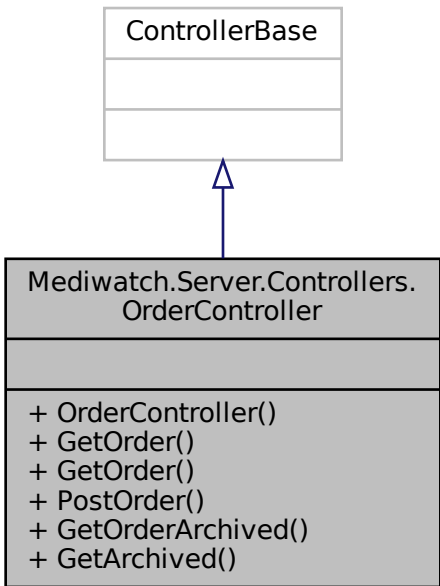 ControllerBase
Mediwatch.Server.Controllers.
OrderController
+ OrderController()
+ GetOrder()
+ GetOrder()
+ PostOrder()
+ GetOrderArchived()
+ GetArchived()